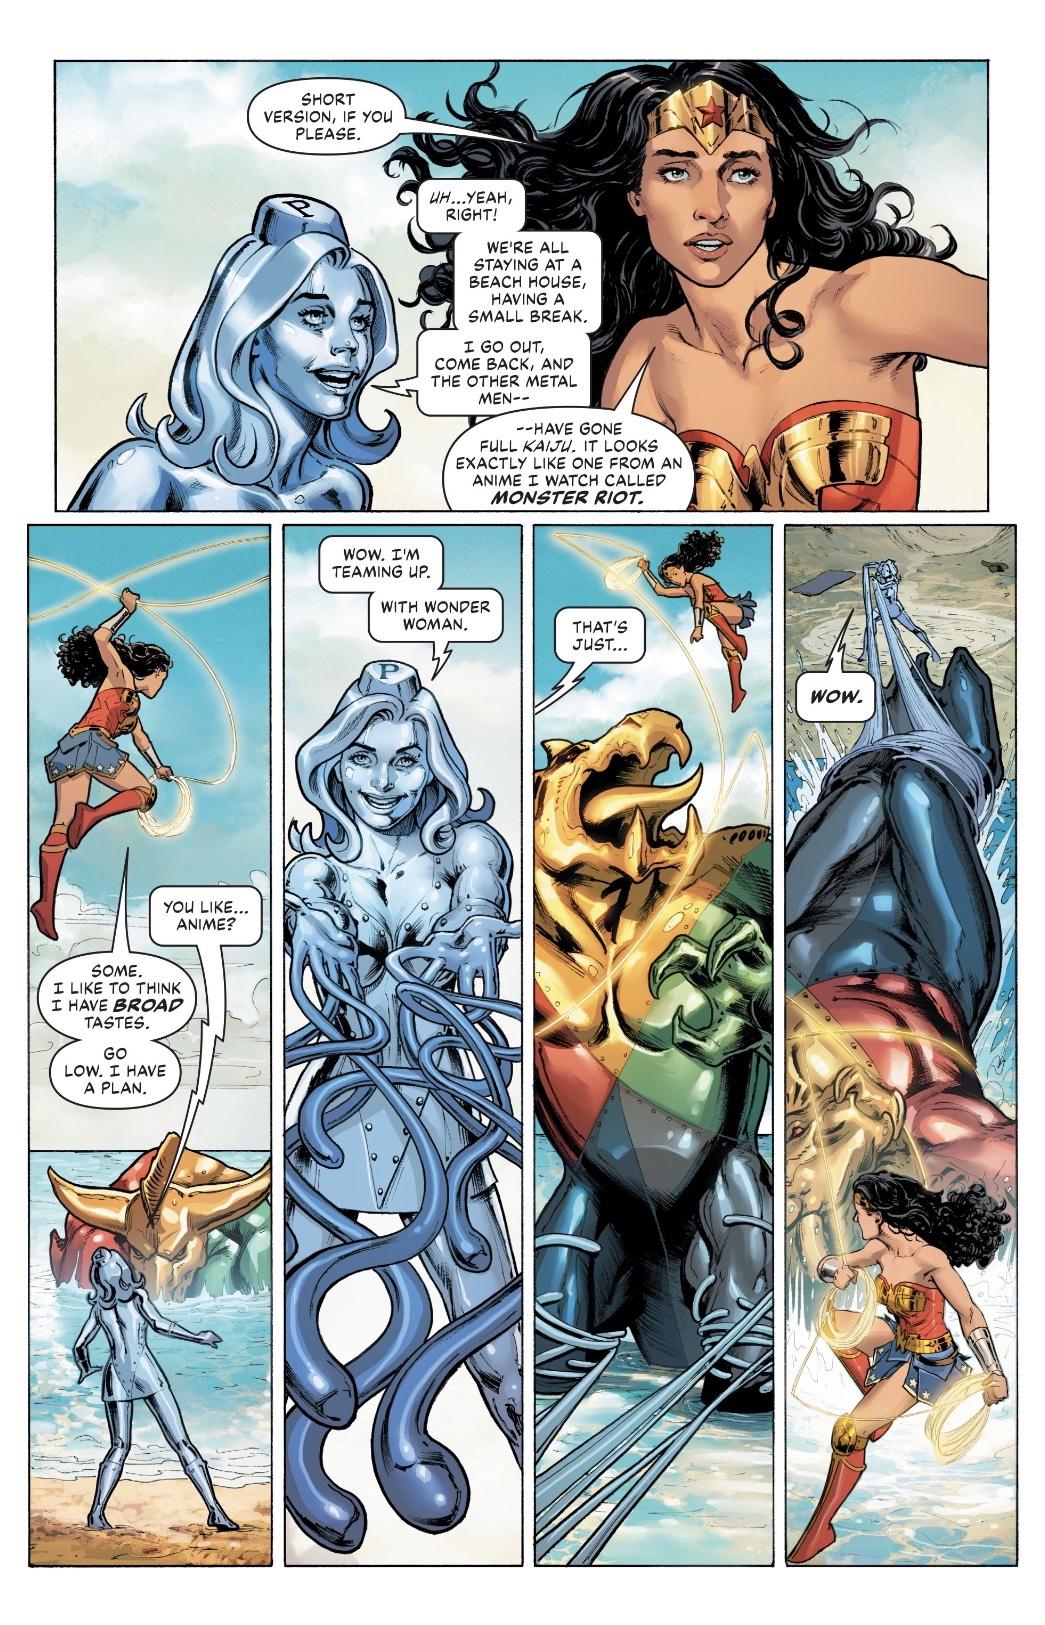 SHORT
VERSION, IF YOU
PLEASE.
P
UH...YEAH,
RIGHT!
WE'RE ALL
STAYING AT A
BEACH HOUSE,
HAVING A
SMALL BREAK.
I GO OUT,
COME BACK, AND
THE OTHER METAL
MEN--
--HAVE GONE
FULL KAIJU. IT LOOKS
EXACTLY LIKE ONE FROM AN
ANIME I WATCH CALLED
MONSTER RIOT.
YOU LIKE...
ANIME?
SOME.
I LIKE TO THINK
I HAVE BROAD
TASTES.
GO
LOW. I HAVE
A PLAN.
WOW. I'M
TEAMING UP.
WITH WONDER
WOMAN.
P
THAT'S
JUST...
WOW.